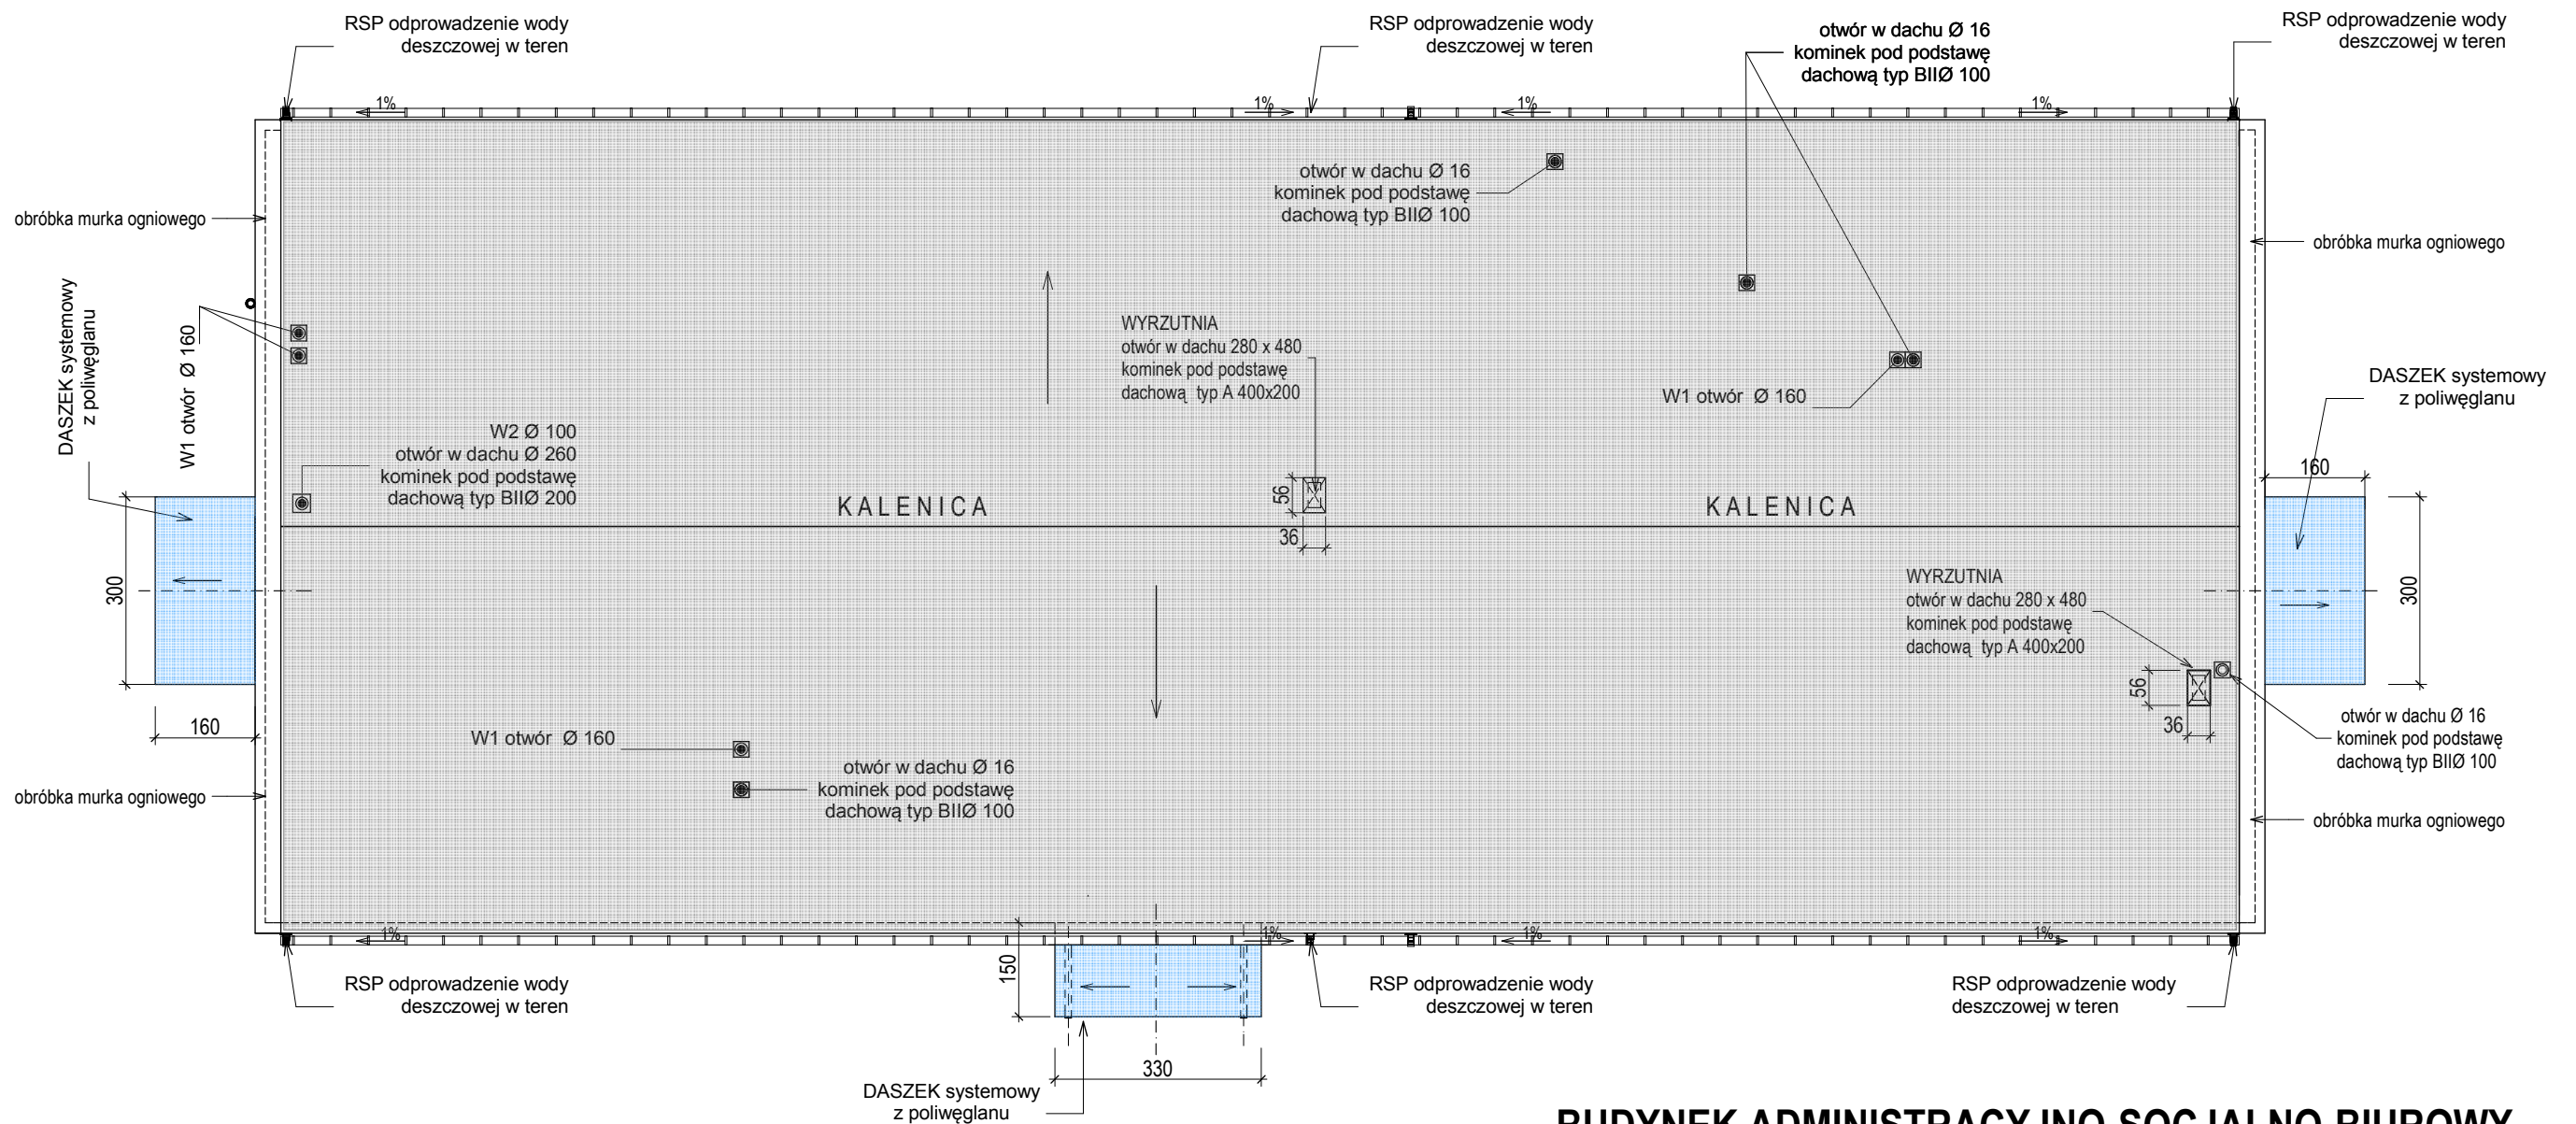 RSP odprowadzenie wody
deszczowej w teren
RSP odprowadzenie wody
deszczowej w teren
otwór w dachu Ø 16
kominek pod podstawę
dachową typ BIIØ 100
RSP odprowadzenie wody
deszczowej w teren
1%
1%
1%
1%
otwór w dachu Ø 16
kominek pod podstawę
dachową typ BIIØ 100
obróbka murka ogniowego
obróbka murka ogniowego
DASZEK systemowy
z poliwęglanu
W1 otwór Ø 160
WYRZUTNIA
otwór w dachu 280 x 480
kominek pod podstawę
dachową typ A 400x200
W1 otwór Ø 160
DASZEK systemowy
z poliwęglanu
W2 Ø 100
otwór w dachu Ø 260
kominek pod podstawę
dachową typ BIIØ 200
160
56
36
KALENICA
KALENICA
300
300
WYRZUTNIA
otwór w dachu 280 x 480
kominek pod podstawę
dachową typ A 400x200
56
36
160
W1 otwór Ø 160
otwór w dachu Ø 16
kominek pod podstawę
dachową typ BIIØ 100
otwór w dachu Ø 16
kominek pod podstawę
dachową typ BIIØ 100
obróbka murka ogniowego
obróbka murka ogniowego
1%
1%
1%
1%
150
RSP odprowadzenie wody
deszczowej w teren
RSP odprowadzenie wody
deszczowej w teren
RSP odprowadzenie wody
deszczowej w teren
330
DASZEK systemowy
z poliwęglanu
BUDYNEK ADMINISTRACYJNO-SOCJALNO-BIUROWY